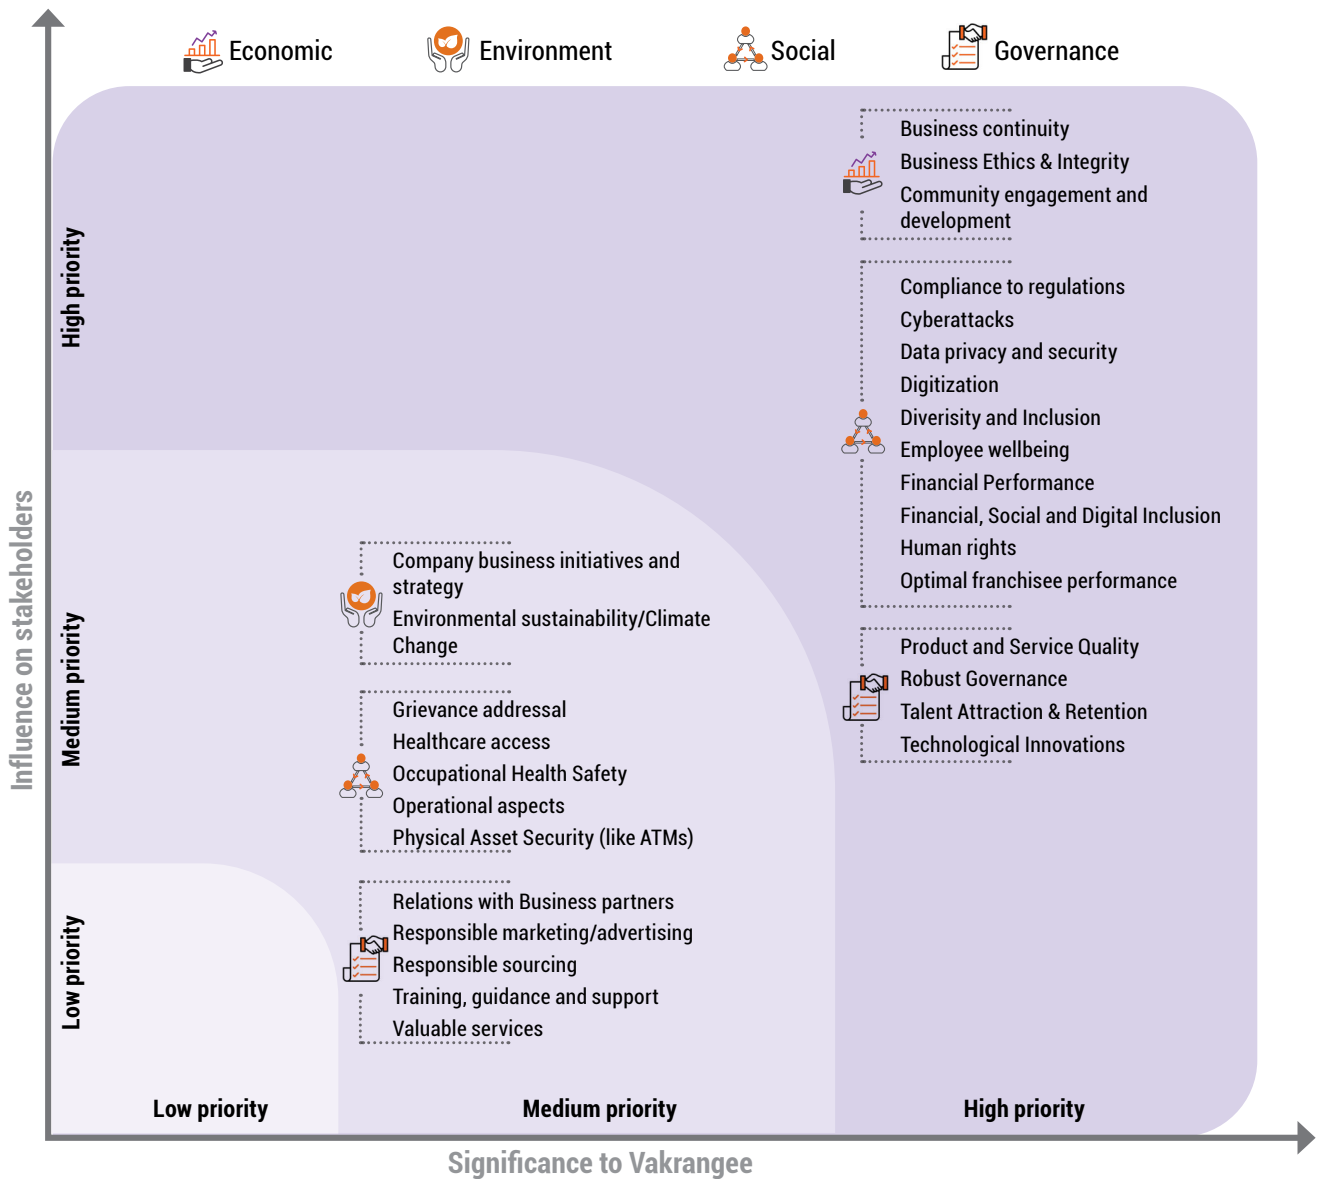 Economic
Environment
Social
Governance
Influence on stakeholders
High priority
Medium priority
Low priority
Business continuity
Business Ethics & Integrity
Community engagement and
development
Compliance to regulations
Cyberattacks
Data privacy and security
Digitization
Diverisity and Inclusion
Employee wellbeing
Financial Performance
Financial, Social and Digital Inclusion
Human rights
Optimal franchisee performance
Product and Service Quality
Robust Governance
Talent Attraction & Retention
Technological Innovations
Company business initiatives and
strategy
Environmental sustainability/Climate
Change
Grievance addressal
Healthcare access
Occupational Health Safety
Operational aspects
Physical Asset Security (like ATMs)
Relations with Business partners
Responsible marketing/advertising
Responsible sourcing
Training, guidance and support
Valuable services
Low priority
Medium priority
High priority
Significance to Vakrangee